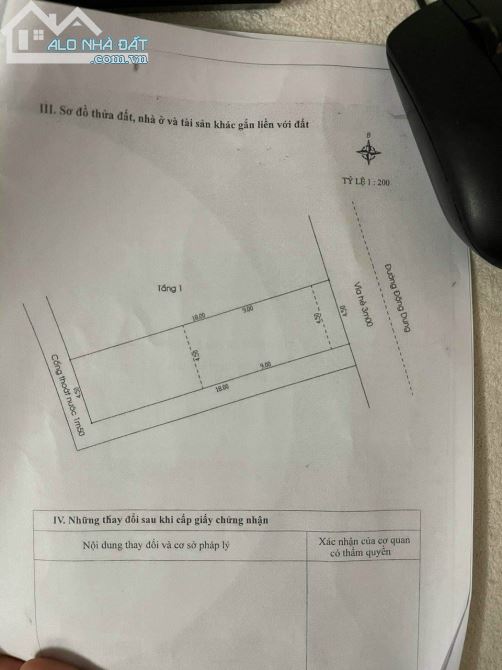 ALO NHÀ ĐẤT
.com.vn
III. Sơ đồ thửa đất, nhà ở và tài sản khác gắn liền với đất
B
TỶ LỆ 1 : 200
Đường Đông Dung
Vỉa hè 3m00
Tầng 1
18.00
9.00
4.50
4.50
4.50
4.50
9.00
18.00
Cống thoát nước 1m50
IV. Những thay đổi sau khi cấp giấy chứng nhận
Nội dung thay đổi và cơ sở pháp lý
Xác nhận của cơ quan
có thẩm quyền